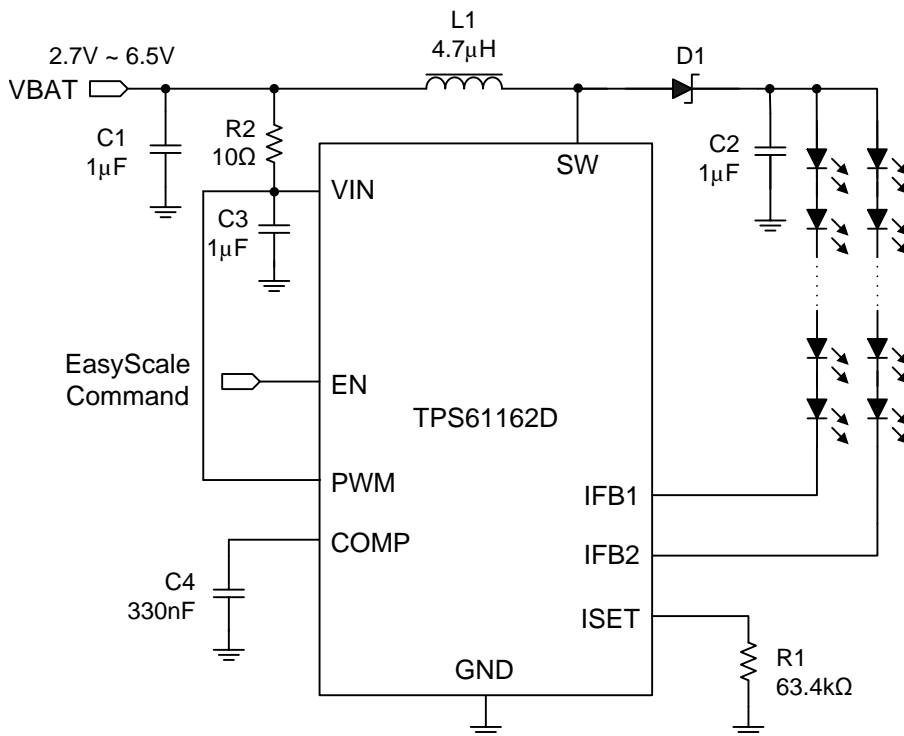 L1
4.7μH
2.7V ~ 6.5V
VBAT
D1
C1
1μF
R2
10Ω
C2
1μF
SW
VIN
C3
1μF
EasyScale
Command
EN
TPS61162D
PWM
IFB1
COMP
IFB2
C4
330nF
ISET
R1
63.4kΩ
GND